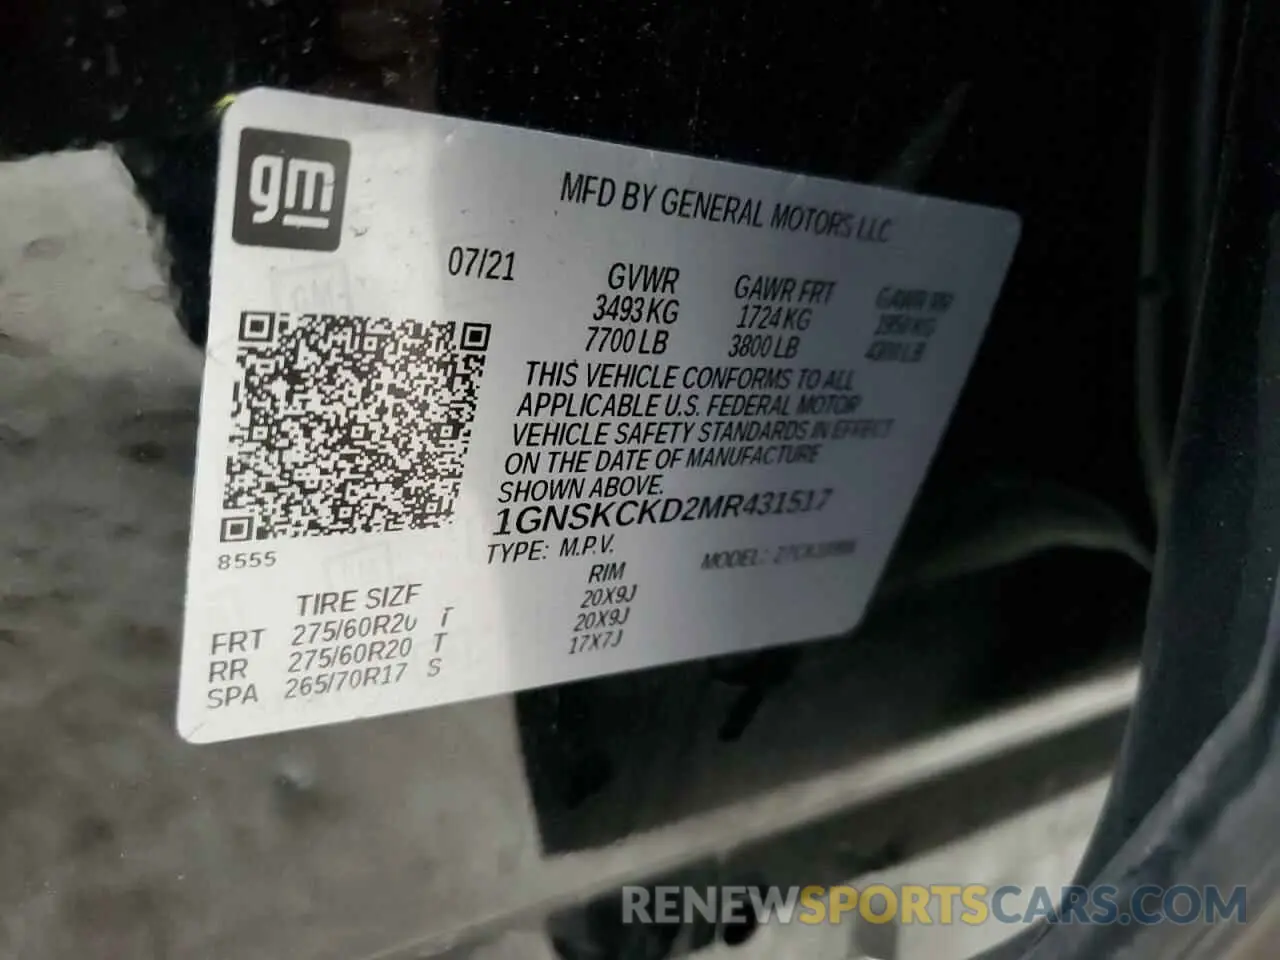 gm
MFD BY GENERAL MOTORS LLC
07/21
GVWR GAWR FRT GAWR RR
3493 KG 1724 KG
7700 LB 3800 LB
THIS VEHICLE CONFORMS TO ALL
APPLICABLE U.S. FEDERAL MOTOR
VEHICLE SAFETY STANDARDS IN EFFECT
ON THE DATE OF MANUFACTURE
SHOWN ABOVE.
1GNSKCKD2MR431517
TYPE: M.P.V. MODEL:
8555
TIRE SIZE RIM
FRT 275/60R20 T 20X9J
RR 275/60R20 T 20X9J
SPA 265/70R17 S 17X7J
RENEWSPORTSCARS.COM